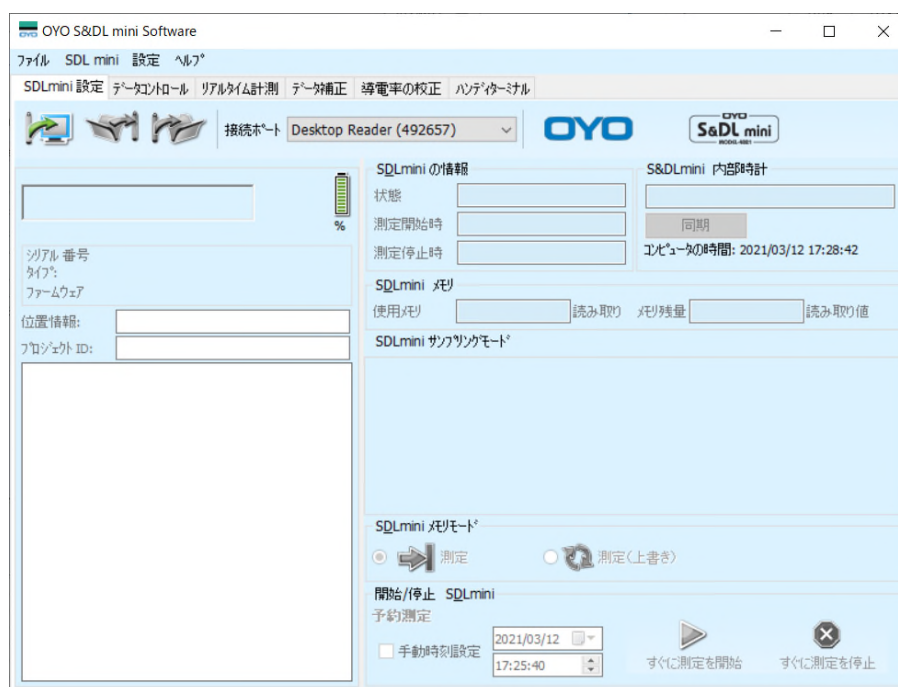 OYO S&DL mini Software
ﾌｧｲﾙ SDL mini 設定 ﾍﾙﾌﾟ
SDLmini 設定 ﾃﾞｰﾀｺﾝﾄﾛｰﾙ ﾘｱﾙﾀｲﾑ計測 ﾃﾞｰﾀ補正 導電率の校正 ﾊﾝﾃﾞｨﾀｰﾐﾅﾙ
接続ﾎﾟｰﾄ Desktop Reader (492657) OYO OYO
S&DL mini
MODEL-4800
SDLmini の情報
状態
測定開始時
測定停止時
S&DLmini 内部時計
同期
ｺﾝﾋﾟｭｰﾀの時間: 2021/03/12 17:28:42
%
ｼﾘｱﾙ 番号
ﾀｲﾌﾟ:
ﾌｧｰﾑｳｪｱ
位置情報:
ﾌﾟﾛｼﾞｪｸﾄ ID:
SDLmini ﾒﾓﾘ
使用ﾒﾓﾘ 読み取り ﾒﾓﾘ残量 読み取り値
SDLmini ｻﾝﾌﾟﾘﾝｸﾞﾓｰﾄﾞ
SDLmini ﾒﾓﾘﾓｰﾄﾞ
測定 測定(上書き)
開始/停止 SDLmini
予約測定
手動時刻設定 2021/03/12
17:25:40
すぐに測定を開始 すぐに測定を停止